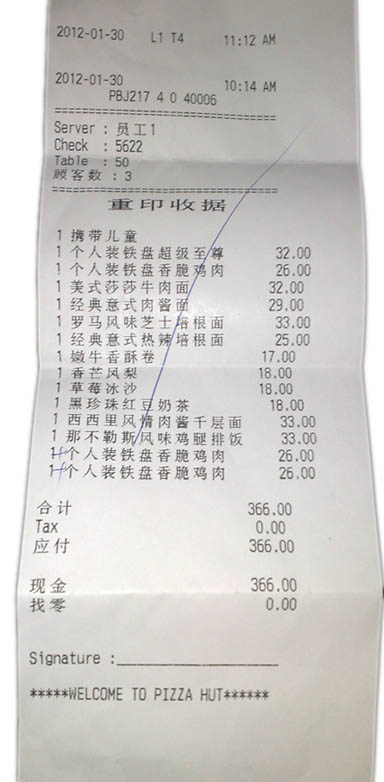 2012-01-30 L1 T4 11:12 AM
2012-01-30 10:14 AM
PBJ217 4 0 40006
================================
Server : 员工1
Check : 5622
Table : 50
顾客数 : 3
================================
重印收据
1 携带儿童
1 个人装铁盘超级至尊 32.00
1 个人装铁盘香脆鸡肉 26.00
1 美式莎莎牛肉面 32.00
1 经典意式肉酱面 29.00
1 罗马风味芝士培根面 33.00
1 经典意式热辣培根面 25.00
1 嫩牛香酥卷 17.00
1 香芒凤梨 18.00
1 草莓冰沙 18.00
1 黑珍珠红豆奶茶 18.00
1 西西里风情肉酱千层面 33.00
1 那不勒斯风味鸡腿排饭 33.00
1 个人装铁盘香脆鸡肉 26.00
1 个人装铁盘香脆鸡肉 26.00
合计 366.00
Tax 0.00
应付 366.00
现金 366.00
找零 0.00
Signature :____________________
*****WELCOME TO PIZZA HUT******